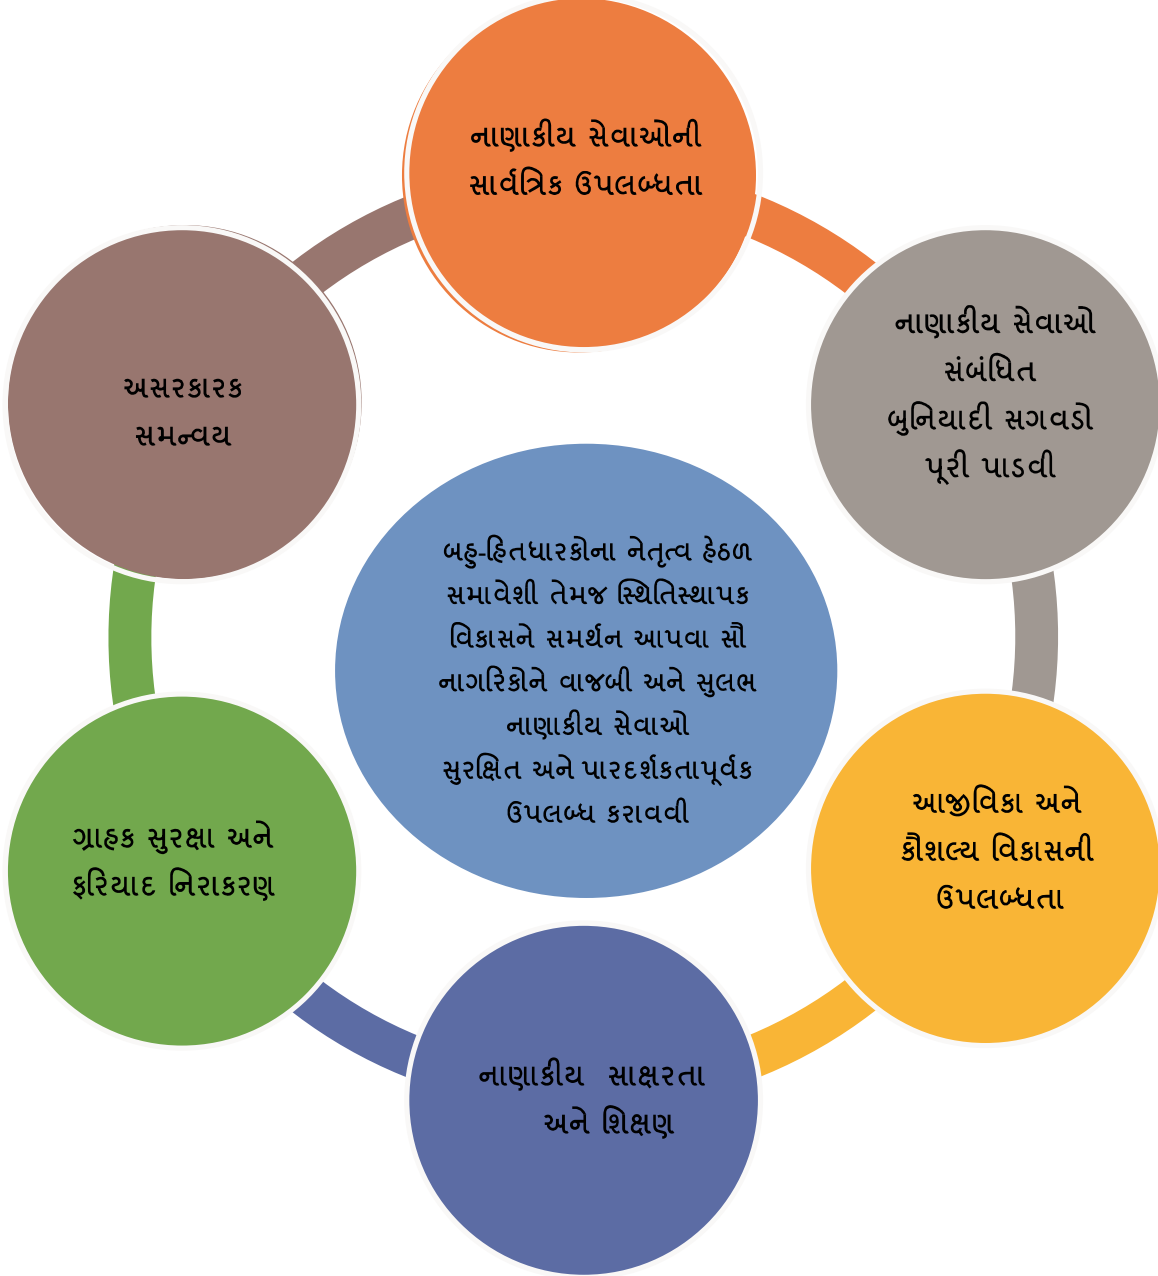 નાણાકીય સેવાઓની
સાર્વત્રિક ઉપલબ્ધતા
નાણાકીય સેવાઓ
સંબંધિત
બુનિયાદી સગવડો
પૂરી પાડવી
આજીવિકા અને
કૌશલ્ય વિકાસની
ઉપલબ્ધતા
નાણાકીય સાક્ષરતા
અને શિક્ષણ
ગ્રાહક સુરક્ષા અને
ફરિયાદ નિરાકરણ
અસરકારક
સમન્વય
બહુ-હિતધારકોના નેતૃત્વ હેઠળ
સમાવેશી તેમજ સ્થિતિસ્થાપક
વિકાસને સમર્થન આપવા સૌ
નાગરિકોને વાજબી અને સુલભ
નાણાકીય સેવાઓ
સુરક્ષિત અને પારદર્શકતાપૂર્વક
ઉપલબ્ધ કરાવવી